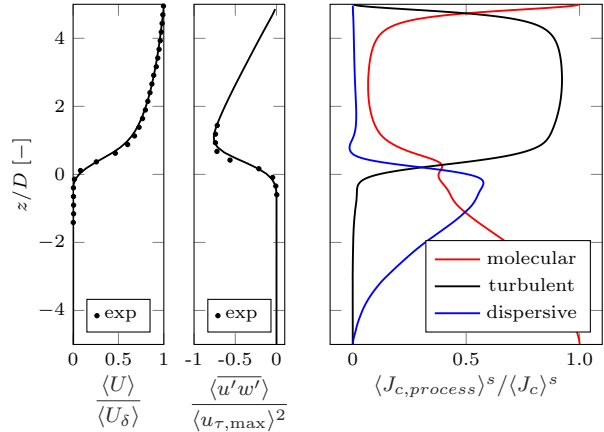 z/D [−]
4
2
0
−2
−4
exp
0 0.5 1
⟨U⟩
⟨U_δ⟩
exp
-1 −0.5 0
⟨u′w′⟩
⟨u_τ,max⟩²
molecular
turbulent
dispersive
0 0.5 1.0
⟨J_c,process⟩^s/⟨J_c⟩^s